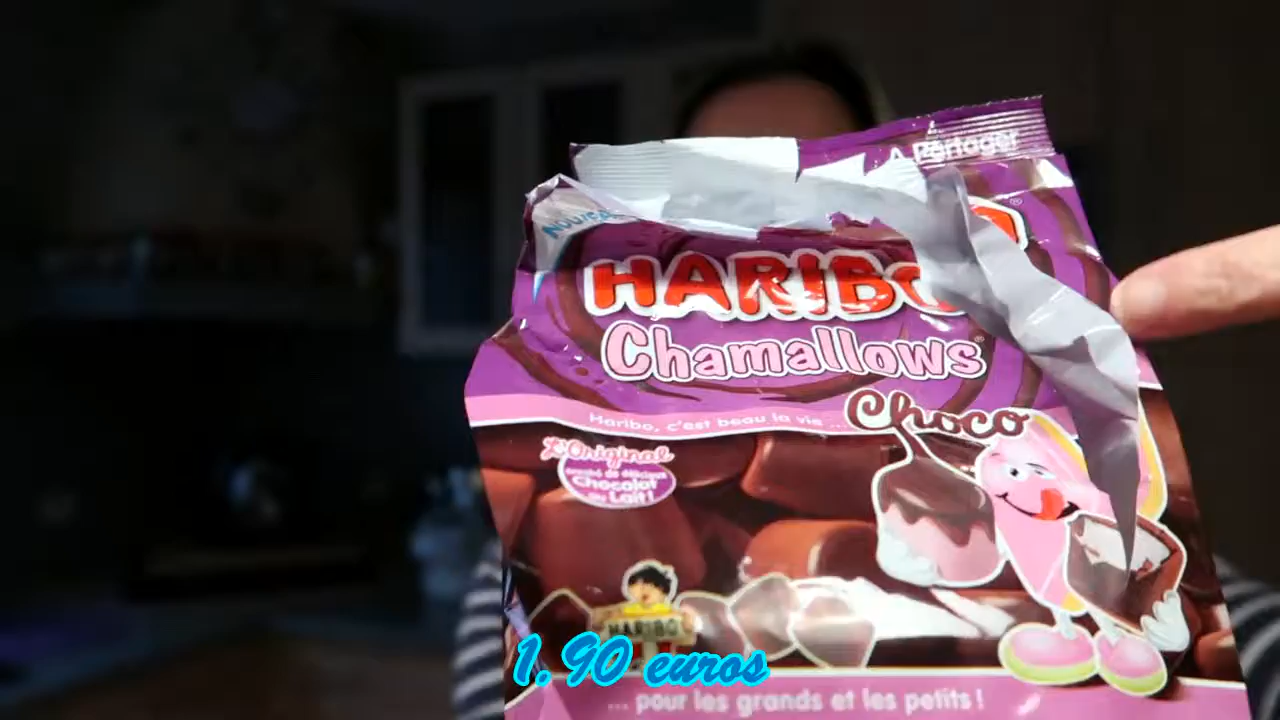 Partager
HARIBO
Chamallows
Choco
Haribo, c'est beau la vie ...
L'Original
enrobé de délicieux
Chocolat
au Lait!
HARIBO
1.90 euros
... pour les grands et les petits!